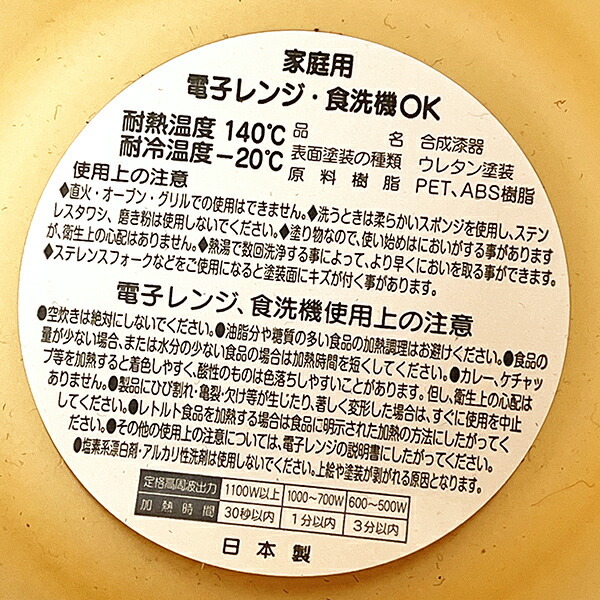 家庭用
電子レンジ・食洗機OK
耐熱温度 140℃
耐冷温度 −20℃
品名 合成漆器
表面塗装の種類 ウレタン塗装
原料樹脂 PET、ABS樹脂
使用上の注意
◆直火・オーブン・グリルでの使用はできません。◆洗うときは柔らかいスポンジを使用し、ステン
レスタワシ、磨き粉は使用しないでください。◆塗り物なので、使い始めはにおいがする事があります
が、衛生上の心配はありません。◆熱湯で数回洗浄する事によって、より早くにおいを取る事ができます。
◆ステレンスフォークなどをご使用になると塗装面にキズが付く事があります。
電子レンジ、食洗機使用上の注意
●空炊きは絶対にしないでください。●油脂分や糖質の多い食品の加熱調理はお避けください。●食品の
量が少ない場合、または水分の少ない食品の場合は加熱時間を短くしてください。●カレー、ケチャッ
プ等を加熱すると着色しやすく、酸性のものは色落ちしやすいことがあります。但し、衛生上の心配は
ありません。●製品にひび割れ・亀裂・欠け等が生じたり、著しく変形した場合は、すぐに使用を中止
してください。●レトルト食品を加熱する場合は食品に明示された加熱の方法にしたがってく
ださい。●その他の使用上の注意については、電子レンジの説明書にしたがってください。
●塩素系漂白剤・アルカリ性洗剤は使用しないでください。上絵や塗装が剥がれる原因となります。
定格高周波出力 1100W以上 1000〜700W 600〜500W
加熱時間 30秒以内 1分以内 3分以内
日本製